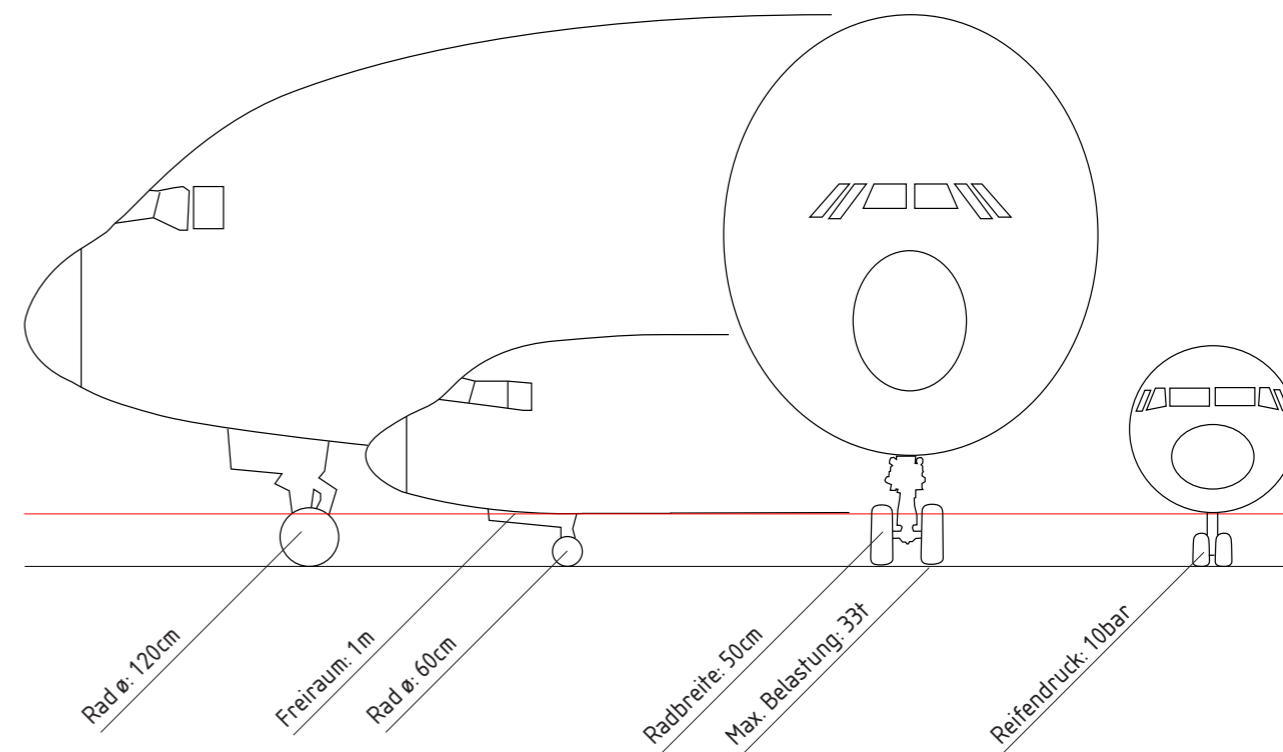 Rad ø: 120cm
Freiraum: 1m
Rad ø: 60cm
Radbreite: 50cm
Max. Belastung: 33t
Reifendruck: 10bar